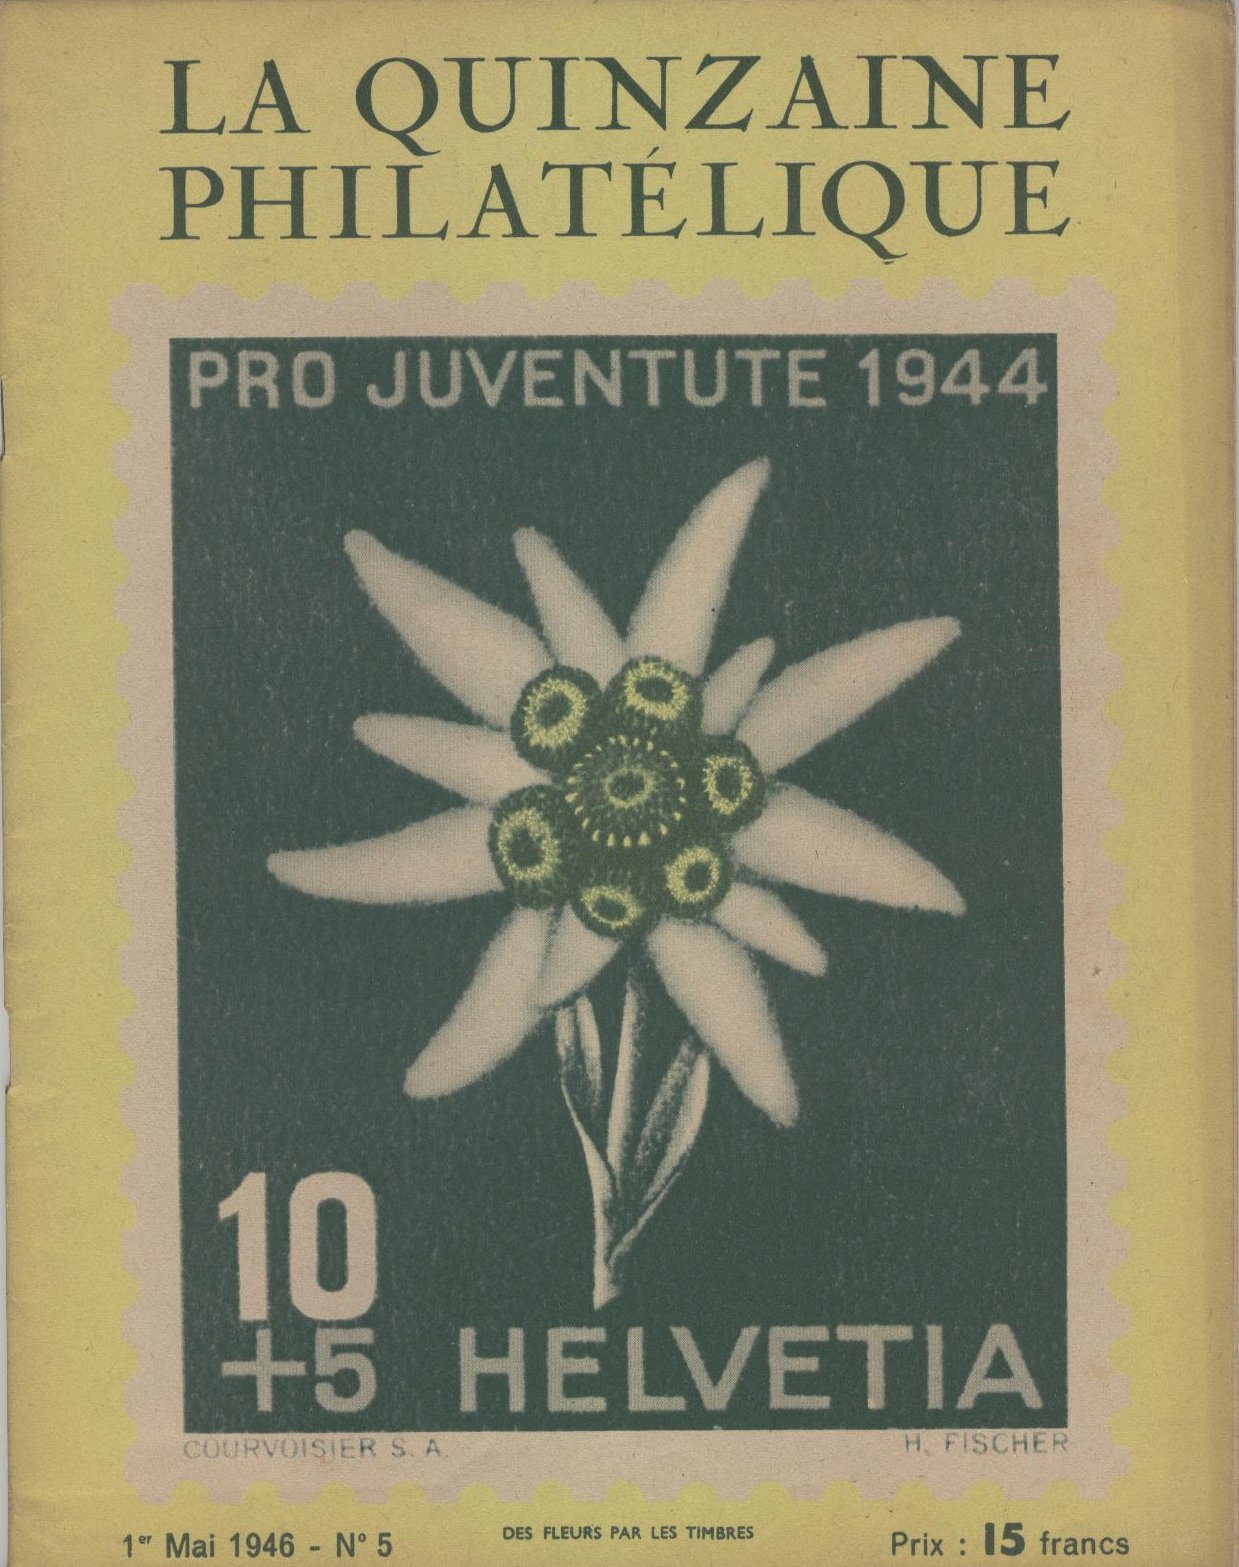 LA QUINZAINE
PHILATÉLIQUE
PRO JUVENTUTE 1944
10
+5 HELVETIA
COURVOISIER S. A. H. FISCHER
1er Mai 1946 - N° 5 DES FLEURS PAR LES TIMBRES Prix : 15 francs